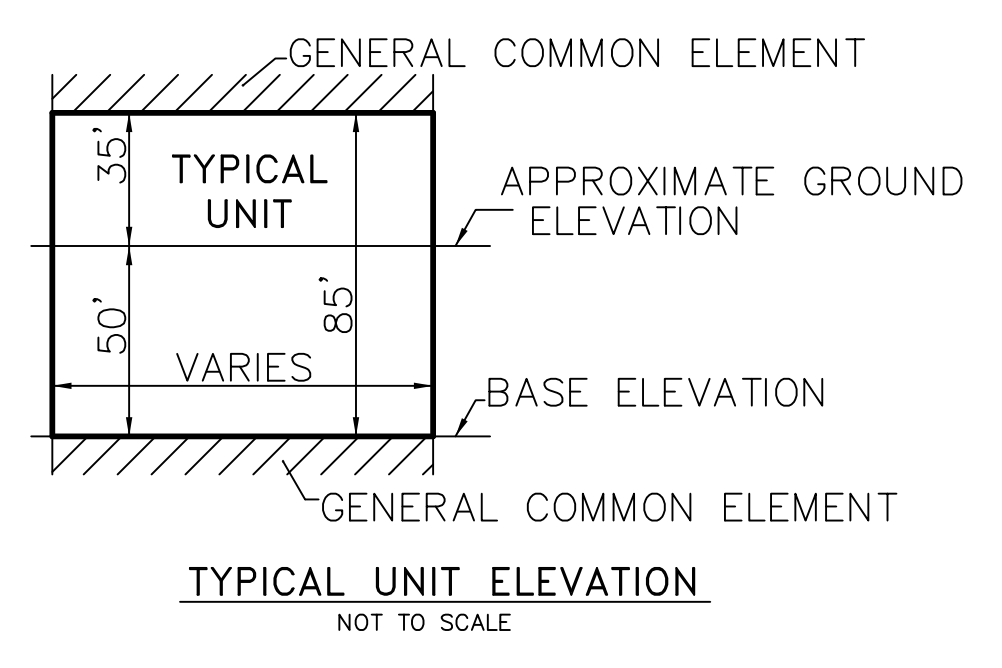 GENERAL COMMON ELEMENT
35'
TYPICAL
UNIT
APPROXIMATE GROUND
ELEVATION
50'
85'
VARIES
BASE ELEVATION
GENERAL COMMON ELEMENT
TYPICAL UNIT ELEVATION
NOT TO SCALE